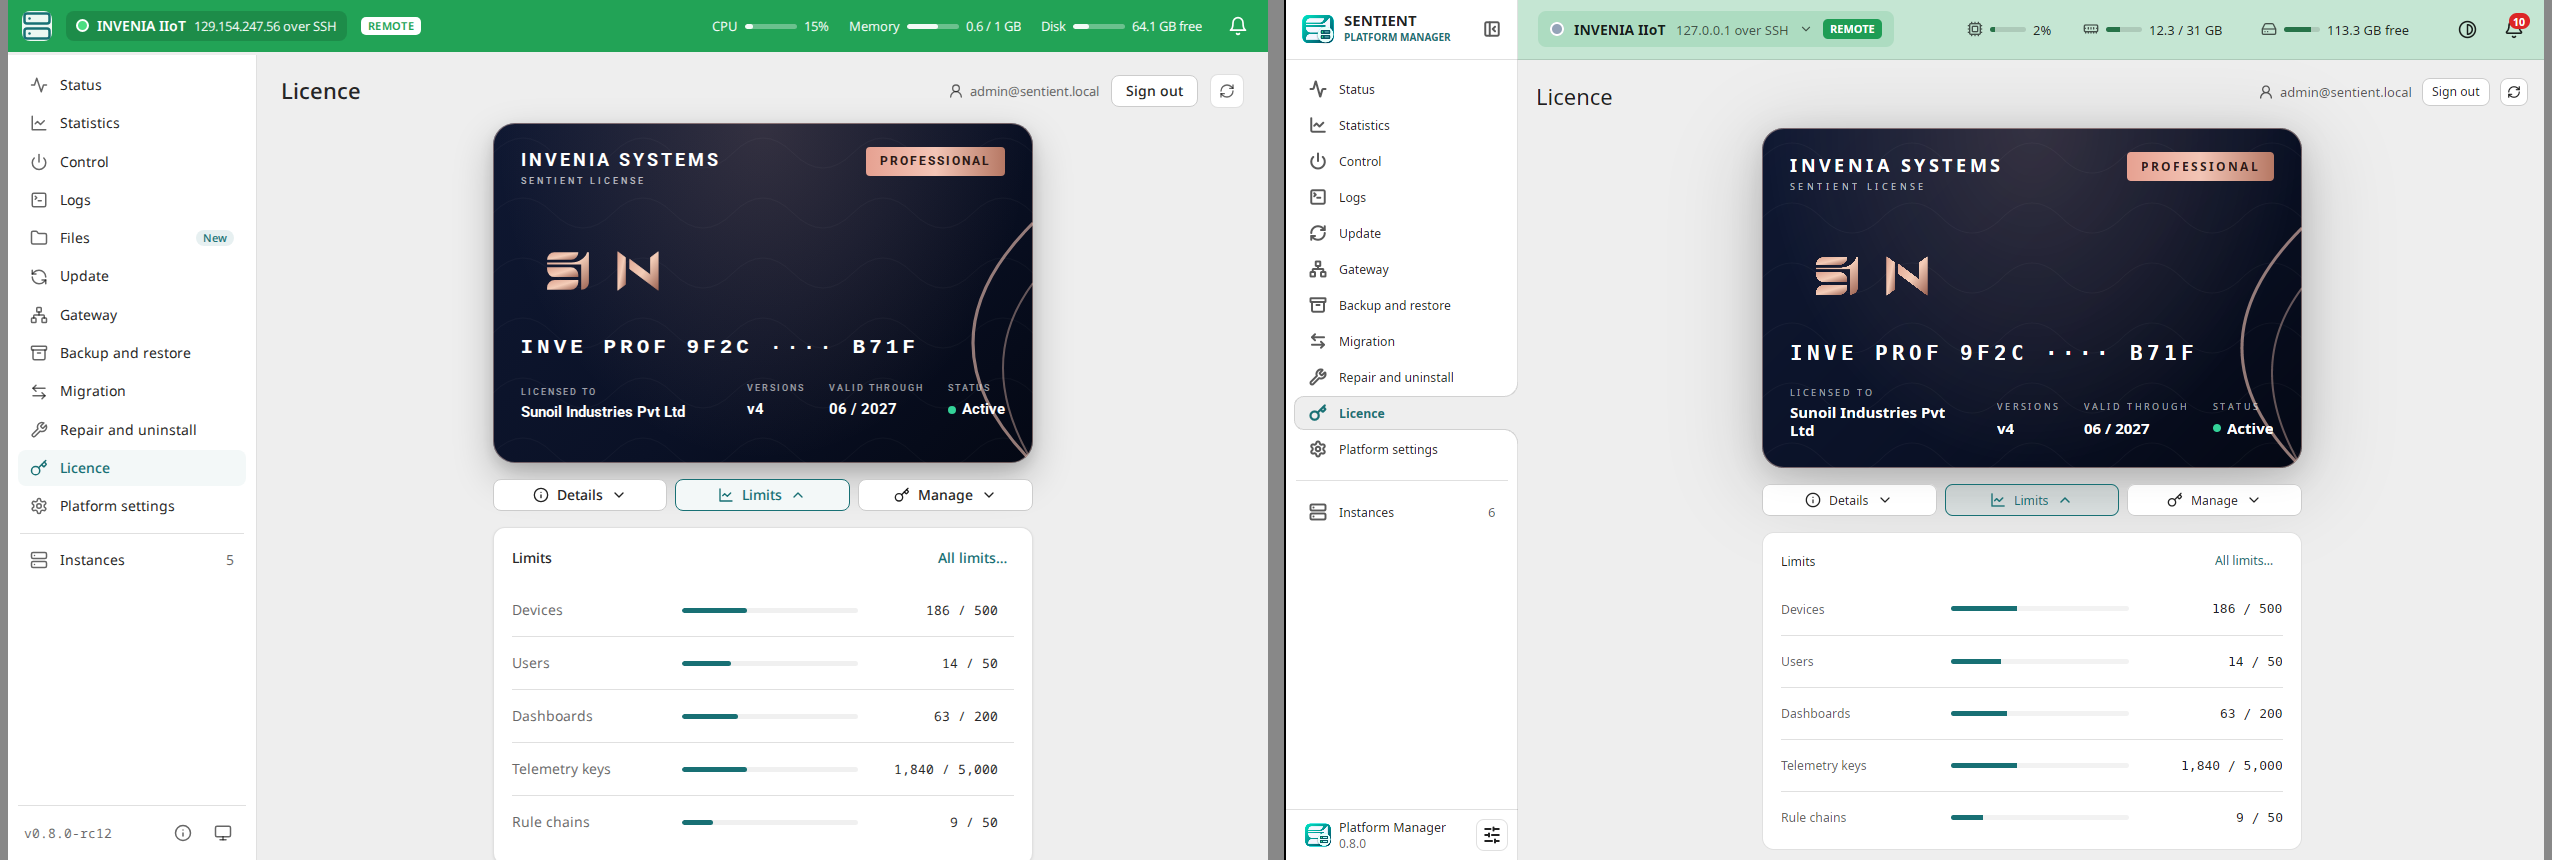 INVENIA IIoT 129.154.247.56 over SSH REMOTE CPU 15% Memory 0.6 / 1 GB Disk 64.1 GB free
Status
Statistics
Control
Logs
Files New
Update
Gateway
Backup and restore
Migration
Repair and uninstall
Licence
Platform settings
Instances 5
v0.8.0-rc12
Licence
admin@sentient.local Sign out
INVENIA SYSTEMS PROFESSIONAL
SENTIENT LICENSE
INVE PROF 9F2C ···· B71F
LICENSED TO VERSIONS VALID THROUGH STATUS
Sunoil Industries Pvt Ltd v4 06 / 2027 Active
Details Limits Manage
Limits All limits...
Devices 186 / 500
Users 14 / 50
Dashboards 63 / 200
Telemetry keys 1,840 / 5,000
Rule chains 9 / 50
SENTIENT
PLATFORM MANAGER
INVENIA IIoT 127.0.0.1 over SSH REMOTE 2% 12.3 / 31 GB 113.3 GB free 10
Status
Statistics
Control
Logs
Update
Gateway
Backup and restore
Migration
Repair and uninstall
Licence
Platform settings
Instances 6
Platform Manager
0.8.0
Licence
admin@sentient.local Sign out
INVENIA SYSTEMS PROFESSIONAL
SENTIENT LICENSE
INVE PROF 9F2C ···· B71F
LICENSED TO VERSIONS VALID THROUGH STATUS
Sunoil Industries Pvt
Ltd v4 06 / 2027 Active
Details Limits Manage
Limits All limits...
Devices 186 / 500
Users 14 / 50
Dashboards 63 / 200
Telemetry keys 1,840 / 5,000
Rule chains 9 / 50